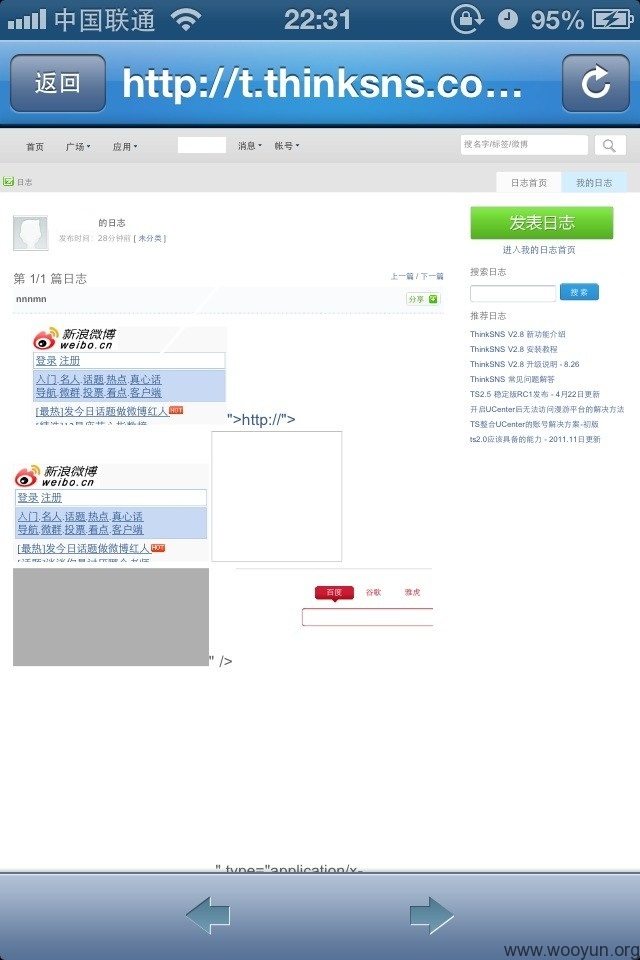 中国联通 22:31 95%
返回 http://t.thinksns.co...
首页 广场 应用 消息 帐号 搜名字/标签/微博
日志 日志首页 我的日志
的日志
发布时间: 28分钟前 [ 未分类 ]
第 1/1 篇日志 上一篇 / 下一篇
nnnmn 分享
新浪微博
weibo.cn
登录 注册
入门.名人.话题.热点.真心话
导航.微群.投票.看点.客户端
[最热]发今日话题做微博红人HOT
">http://">
新浪微博
weibo.cn
登录 注册
入门.名人.话题.热点.真心话
导航.微群.投票.看点.客户端
[最热]发今日话题做微博红人HOT
百度 谷歌 雅虎
" />
" type="application/x-
发表日志
进入我的日志首页
搜索日志
搜 索
推荐日志
ThinkSNS V2.8 新功能介绍
ThinkSNS V2.8 安装教程
ThinkSNS V2.8 升级说明 - 8.26
ThinkSNS 常见问题解答
TS2.5 稳定版RC1发布 - 4月22日更新
开启UCenter后无法访问漫游平台的解决方法
TS整合UCenter的账号解决方案-初版
ts2.0应该具备的能力 - 2011.11日更新
www.wooyun.org